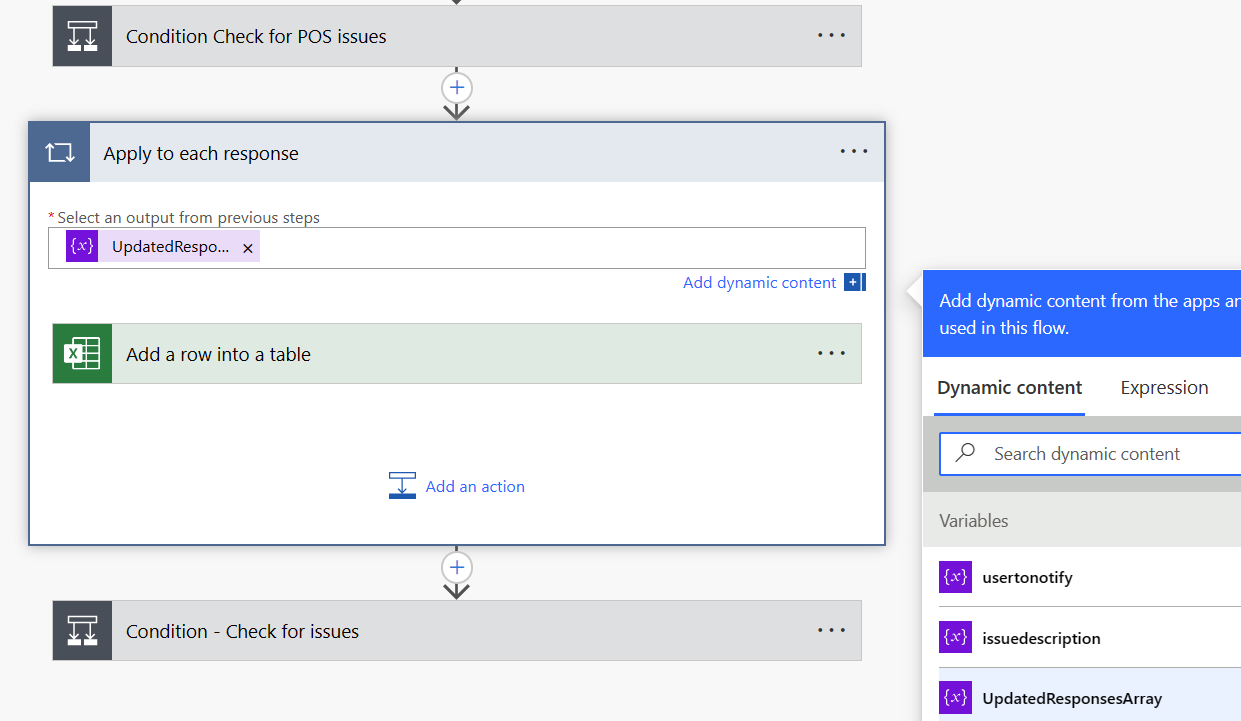 Condition Check for POS issues
Apply to each response
* Select an output from previous steps
{x} UpdatedRespo... ×
Add dynamic content
Add a row into a table
Add an action
Condition - Check for issues
Add dynamic content from the apps an
used in this flow.
Dynamic content Expression
Search dynamic content
Variables
{x} usertonotify
{x} issuedescription
{x} UpdatedResponsesArray